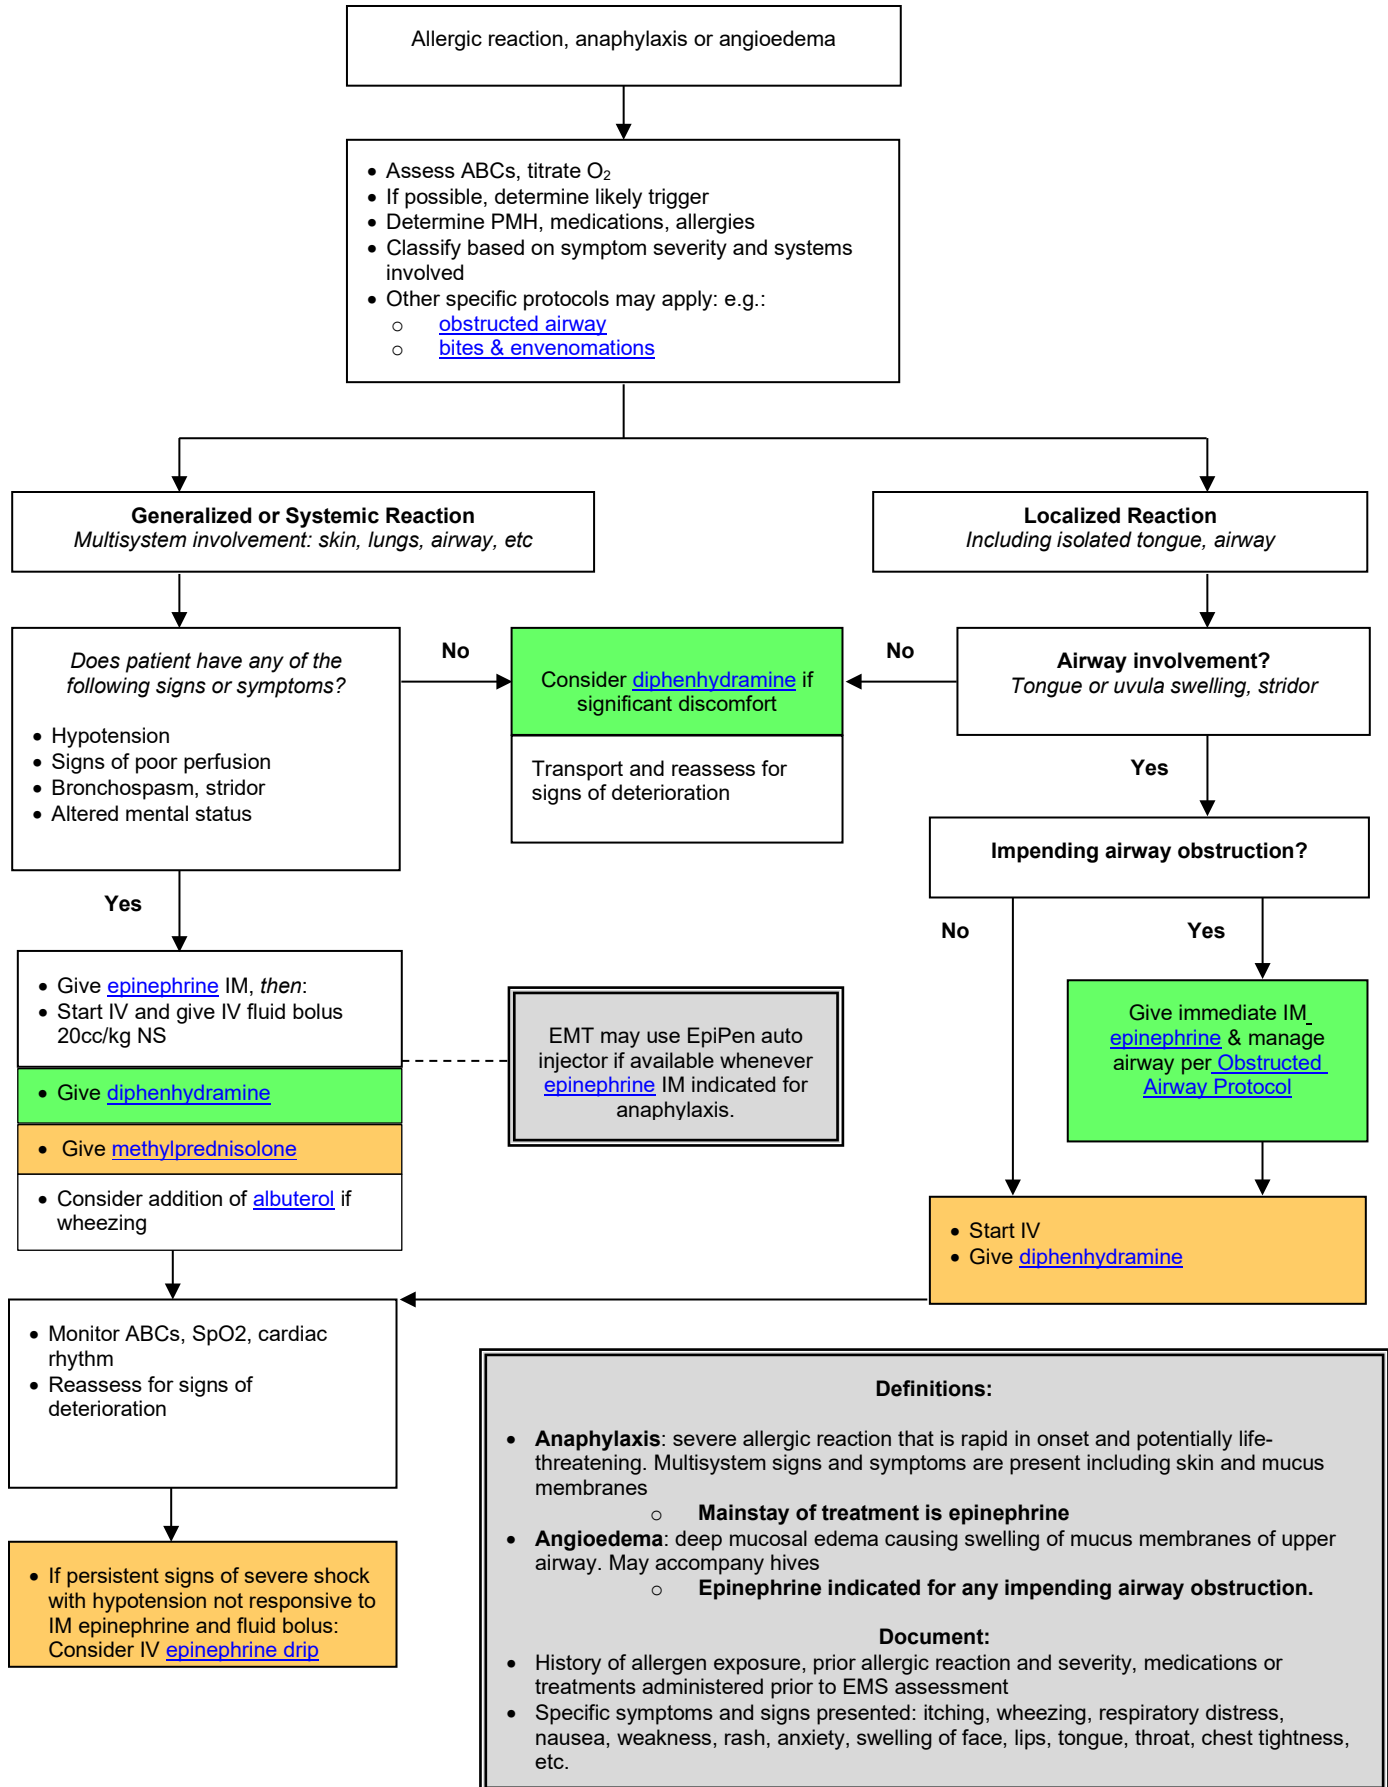 Allergic reaction, anaphylaxis or angioedema
• Assess ABCs, titrate O₂
• If possible, determine likely trigger
• Determine PMH, medications, allergies
• Classify based on symptom severity and systems
involved
• Other specific protocols may apply: e.g.:
○ obstructed airway
○ bites & envenomations
Generalized or Systemic Reaction
Multisystem involvement: skin, lungs, airway, etc
Localized Reaction
Including isolated tongue, airway
Does patient have any of the
following signs or symptoms?
• Hypotension
• Signs of poor perfusion
• Bronchospasm, stridor
• Altered mental status
No
Consider diphenhydramine if
significant discomfort
Transport and reassess for
signs of deterioration
No
Airway involvement?
Tongue or uvula swelling, stridor
Yes
Impending airway obstruction?
Yes
No
Yes
• Give epinephrine IM, then:
• Start IV and give IV fluid bolus
20cc/kg NS
• Give diphenhydramine
• Give methylprednisolone
• Consider addition of albuterol if
wheezing
EMT may use EpiPen auto
injector if available whenever
epinephrine IM indicated for
anaphylaxis.
Give immediate IM
epinephrine & manage
airway per Obstructed
Airway Protocol
• Start IV
• Give diphenhydramine
• Monitor ABCs, SpO2, cardiac
rhythm
• Reassess for signs of
deterioration
• If persistent signs of severe shock
with hypotension not responsive to
IM epinephrine and fluid bolus:
Consider IV epinephrine drip
Definitions:
• Anaphylaxis: severe allergic reaction that is rapid in onset and potentially life-
threatening. Multisystem signs and symptoms are present including skin and mucus
membranes
○ Mainstay of treatment is epinephrine
• Angioedema: deep mucosal edema causing swelling of mucus membranes of upper
airway. May accompany hives
○ Epinephrine indicated for any impending airway obstruction.
Document:
• History of allergen exposure, prior allergic reaction and severity, medications or
treatments administered prior to EMS assessment
• Specific symptoms and signs presented: itching, wheezing, respiratory distress,
nausea, weakness, rash, anxiety, swelling of face, lips, tongue, throat, chest tightness,
etc.